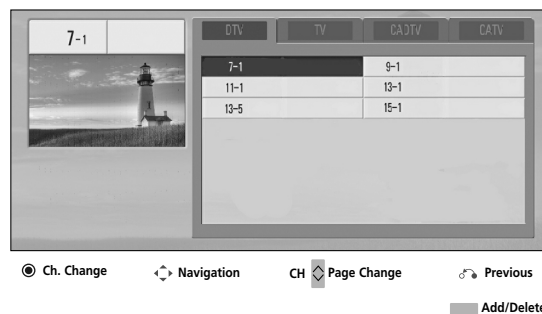 7-1
DTV TV CADTV CATV
7-1 9-1
11-1 13-1
13-5 15-1
Ch. Change Navigation CH Page Change Previous
Add/Delete